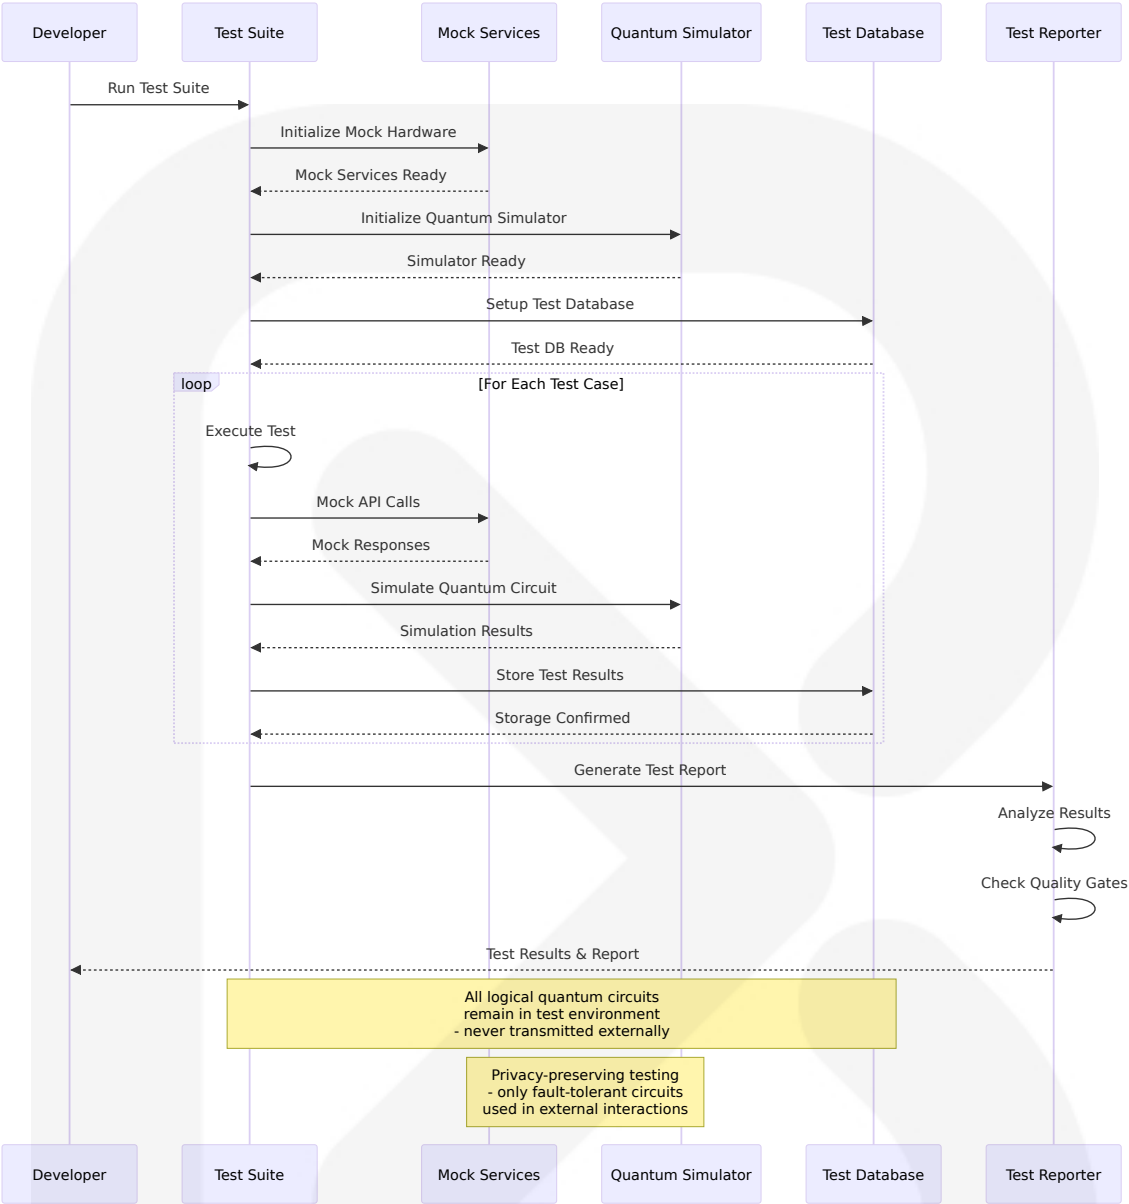 Developer
Test Suite
Mock Services
Quantum Simulator
Test Database
Test Reporter
Run Test Suite
Initialize Mock Hardware
Mock Services Ready
Initialize Quantum Simulator
Simulator Ready
Setup Test Database
Test DB Ready
loop
[For Each Test Case]
Execute Test
Mock API Calls
Mock Responses
Simulate Quantum Circuit
Simulation Results
Store Test Results
Storage Confirmed
Generate Test Report
Analyze Results
Check Quality Gates
Test Results & Report
All logical quantum circuits
remain in test environment
- never transmitted externally
Privacy-preserving testing
- only fault-tolerant circuits
used in external interactions
Developer
Test Suite
Mock Services
Quantum Simulator
Test Database
Test Reporter